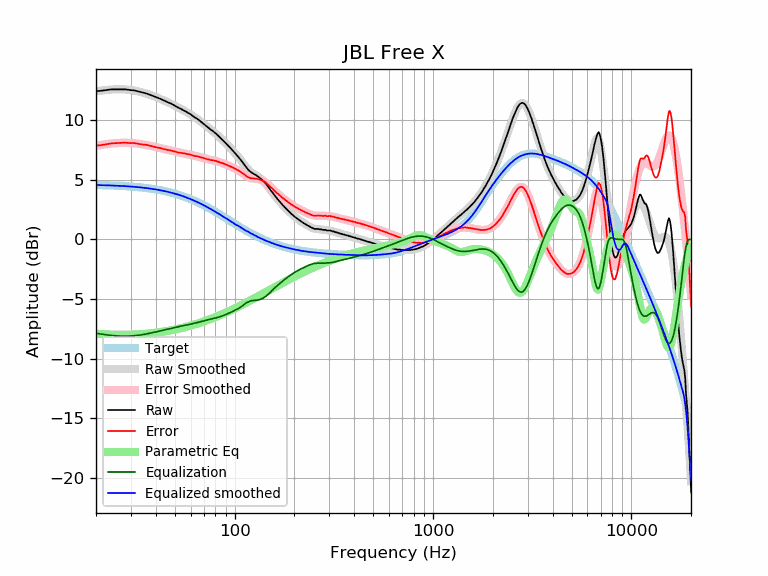 JBL Free X
Amplitude (dBr)
10
5
0
−5
−10
−15
−20
Target
Raw Smoothed
Error Smoothed
Raw
Error
Parametric Eq
Equalization
Equalized smoothed
100
1000
10000
Frequency (Hz)